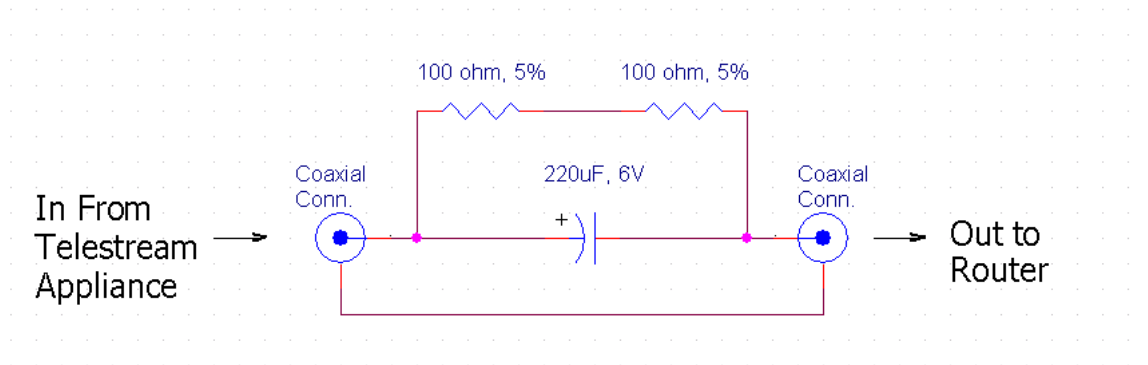 100 ohm, 5%
100 ohm, 5%
220uF, 6V
Coaxial
Conn.
Coaxial
Conn.
+
In From
Telestream
Appliance
Out to
Router